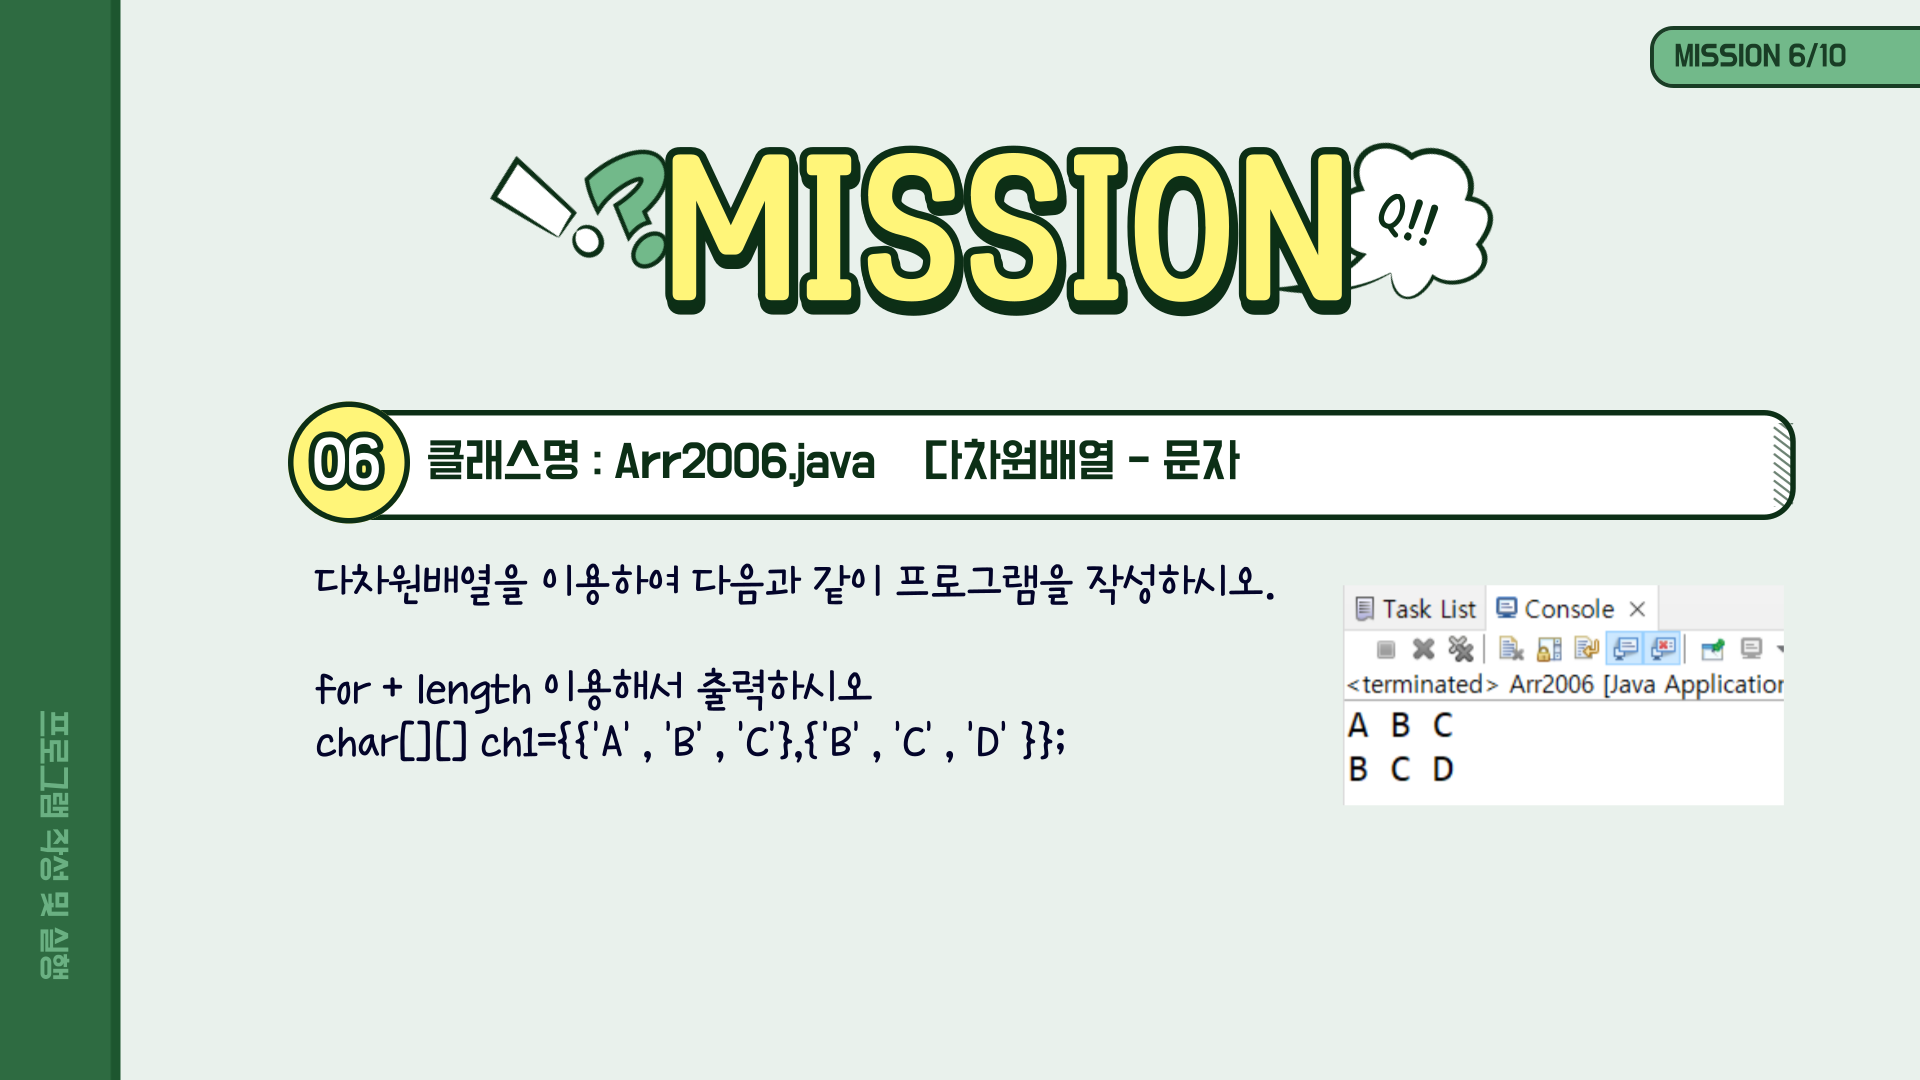 MISSION 6/10
!?MISSION
Q!!
06 클래스명 : Arr2006.java 다차원배열 - 문자
다차원배열을 이용하여 다음과 같이 프로그램을 작성하시오.
for + length 이용해서 출력하시오
char[][] ch1={{'A' , 'B' , 'C'},{'B' , 'C' , 'D' }};
Task List Console
<terminated> Arr2006 [Java Application
A B C
B C D
프로그램 작성 및 실행